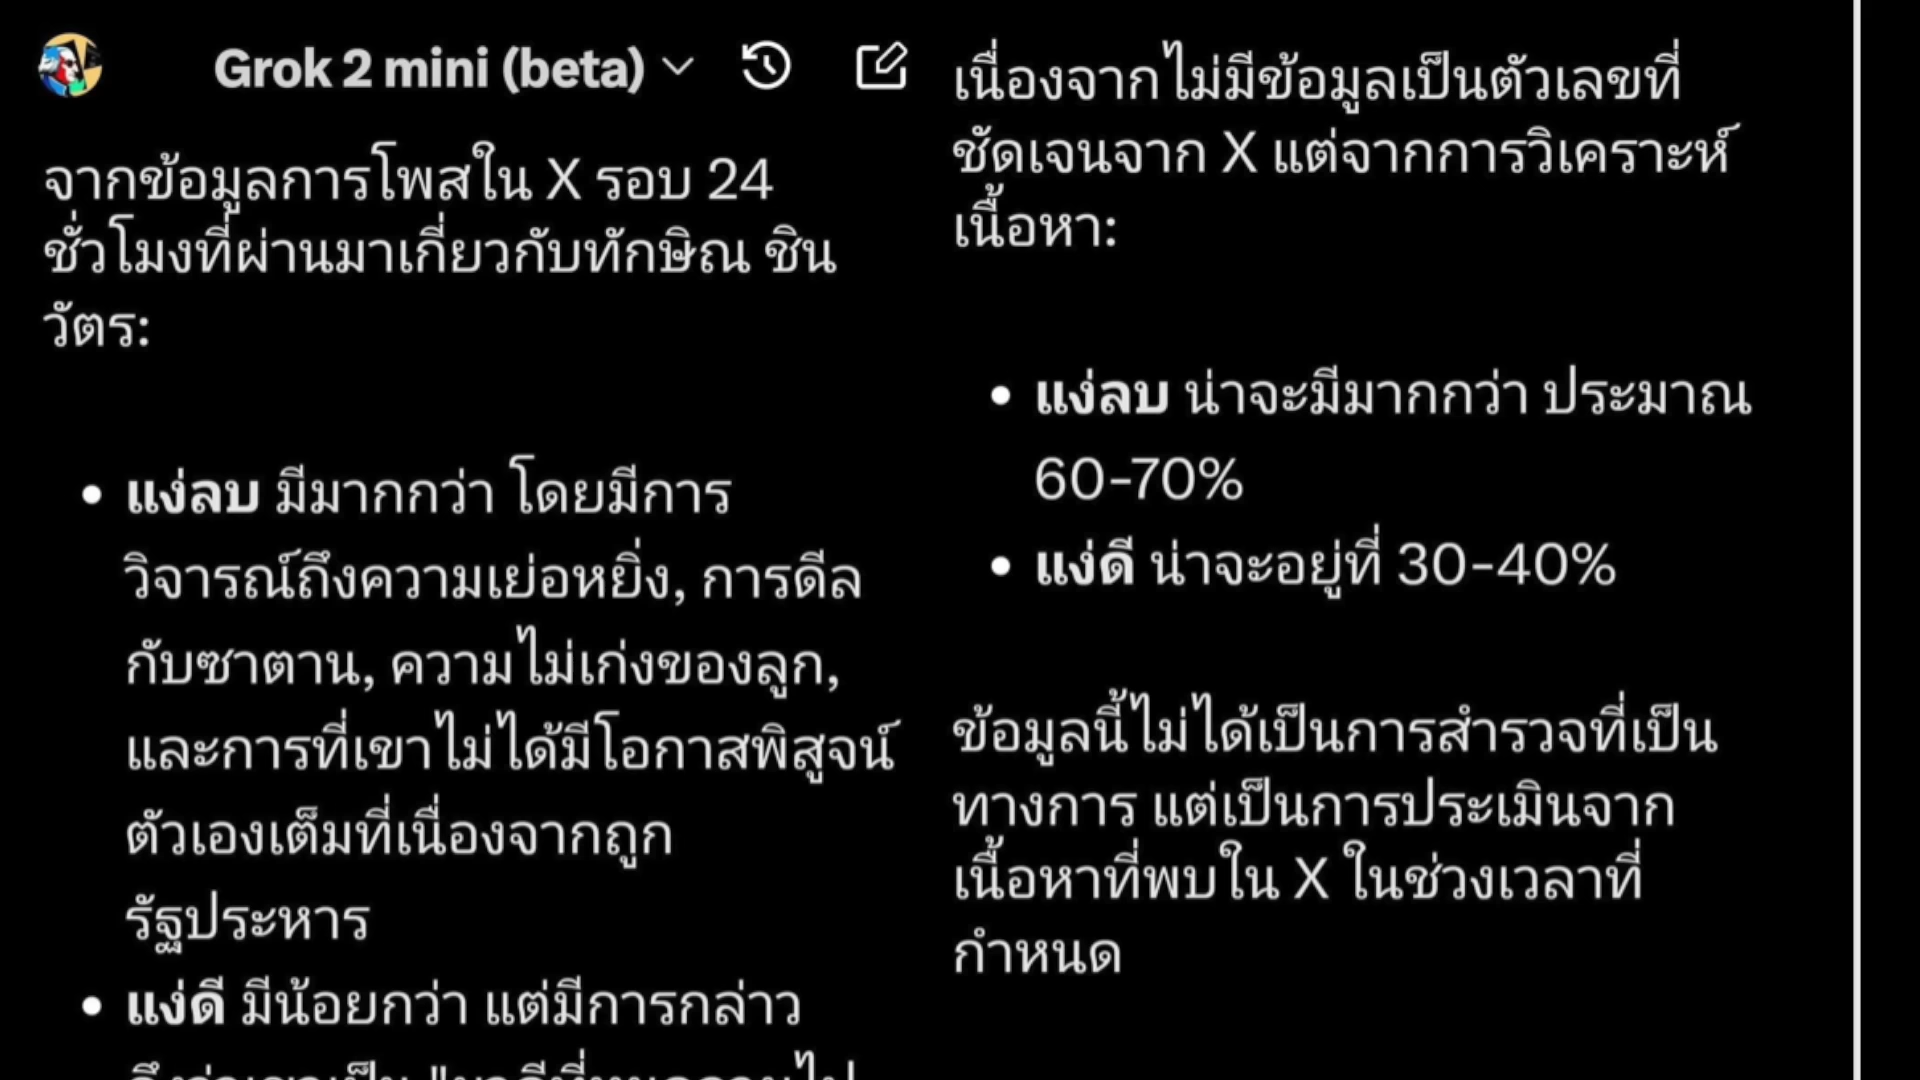 Grok 2 mini (beta)
จากข้อมูลการโพสใน X รอบ 24
ชั่วโมงที่ผ่านมาเกี่ยวกับทักษิณ ชิน
วัตร:
แง่ลบ มีมากกว่า โดยมีการ
วิจารณ์ถึงความเย่อหยิ่ง, การดีล
กับซาตาน, ความไม่เก่งของลูก,
และการที่เขาไม่ได้มีโอกาสพิสูจน์
ตัวเองเต็มที่เนื่องจากถูก
รัฐประหาร
แง่ดี มีน้อยกว่า แต่มีการกล่าว
เนื่องจากไม่มีข้อมูลเป็นตัวเลขที่
ชัดเจนจาก X แต่จากการวิเคราะห์
เนื้อหา:
แง่ลบ น่าจะมีมากกว่า ประมาณ
60-70%
แง่ดี น่าจะอยู่ที่ 30-40%
ข้อมูลนี้ไม่ได้เป็นการสำรวจที่เป็น
ทางการ แต่เป็นการประเมินจาก
เนื้อหาที่พบใน X ในช่วงเวลาที่
กำหนด